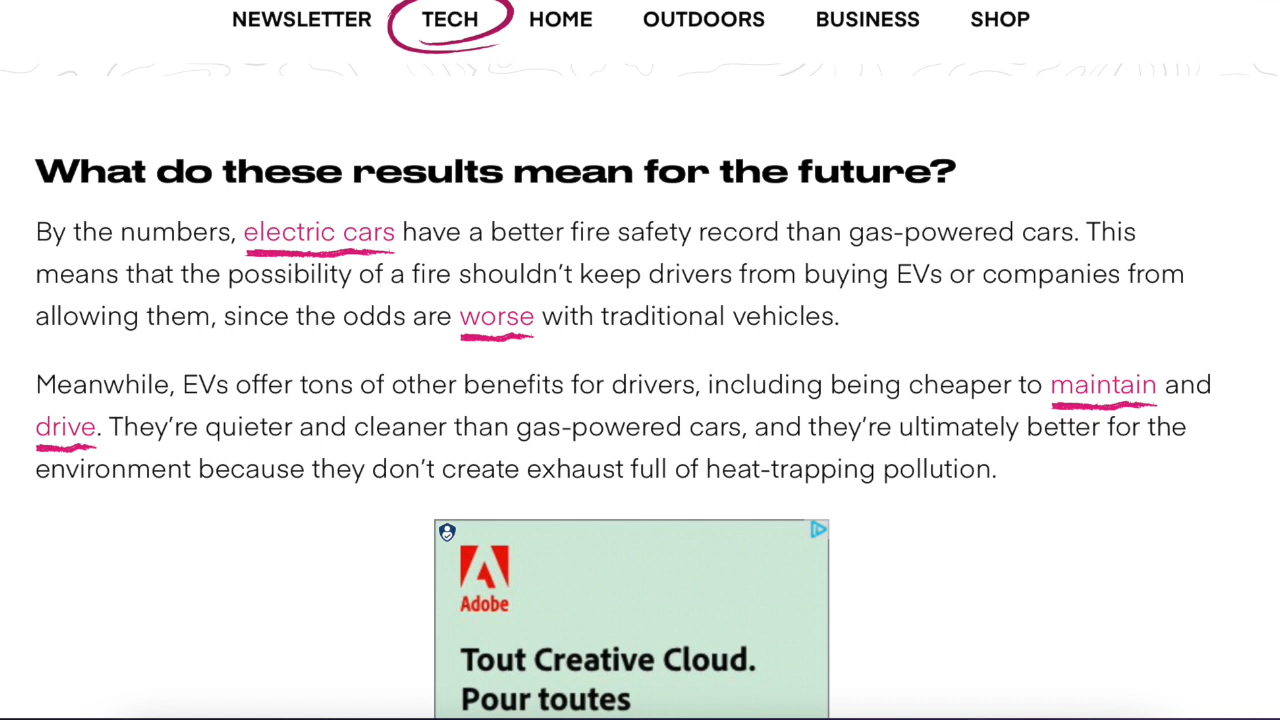 NEWSLETTER TECH HOME OUTDOORS BUSINESS SHOP
What do these results mean for the future?
By the numbers, electric cars have a better fire safety record than gas-powered cars. This
means that the possibility of a fire shouldn’t keep drivers from buying EVs or companies from
allowing them, since the odds are worse with traditional vehicles.
Meanwhile, EVs offer tons of other benefits for drivers, including being cheaper to maintain and
drive. They’re quieter and cleaner than gas-powered cars, and they’re ultimately better for the
environment because they don’t create exhaust full of heat-trapping pollution.
Adobe
Tout Creative Cloud.
Pour toutes